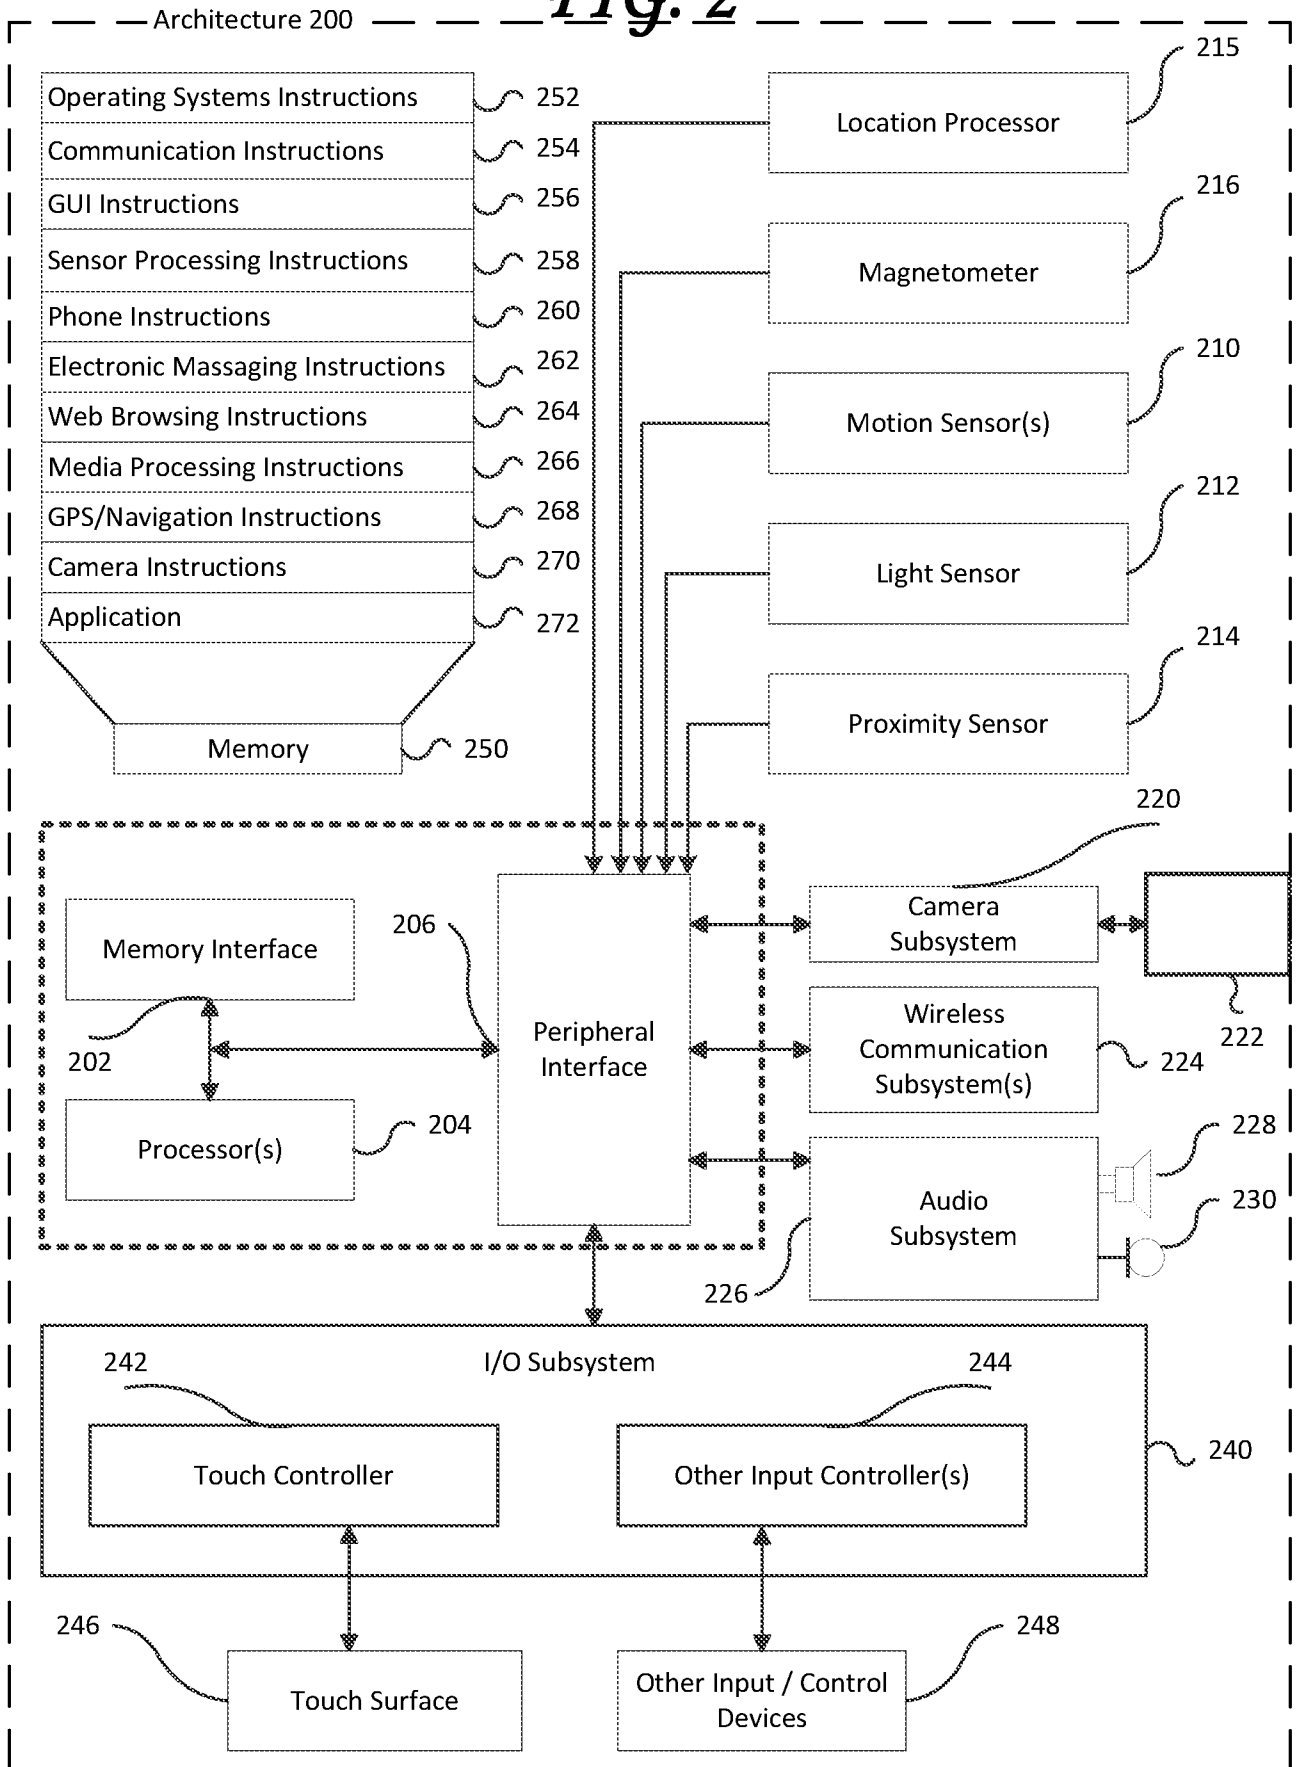 FIG. 2
Architecture 200
Operating Systems Instructions 252
Communication Instructions 254
GUI Instructions 256
Sensor Processing Instructions 258
Phone Instructions 260
Electronic Massaging Instructions 262
Web Browsing Instructions 264
Media Processing Instructions 266
GPS/Navigation Instructions 268
Camera Instructions 270
Application 272
Memory 250
Location Processor 215
Magnetometer 216
Motion Sensor(s) 210
Light Sensor 212
Proximity Sensor 214
220
Camera
Subsystem
222
Memory Interface
202
206
Peripheral
Interface
Processor(s) 204
Wireless
Communication
Subsystem(s)
224
228
230
Audio
Subsystem
226
I/O Subsystem
242
244
Touch Controller
Other Input Controller(s)
240
246
Touch Surface
248
Other Input / Control
Devices